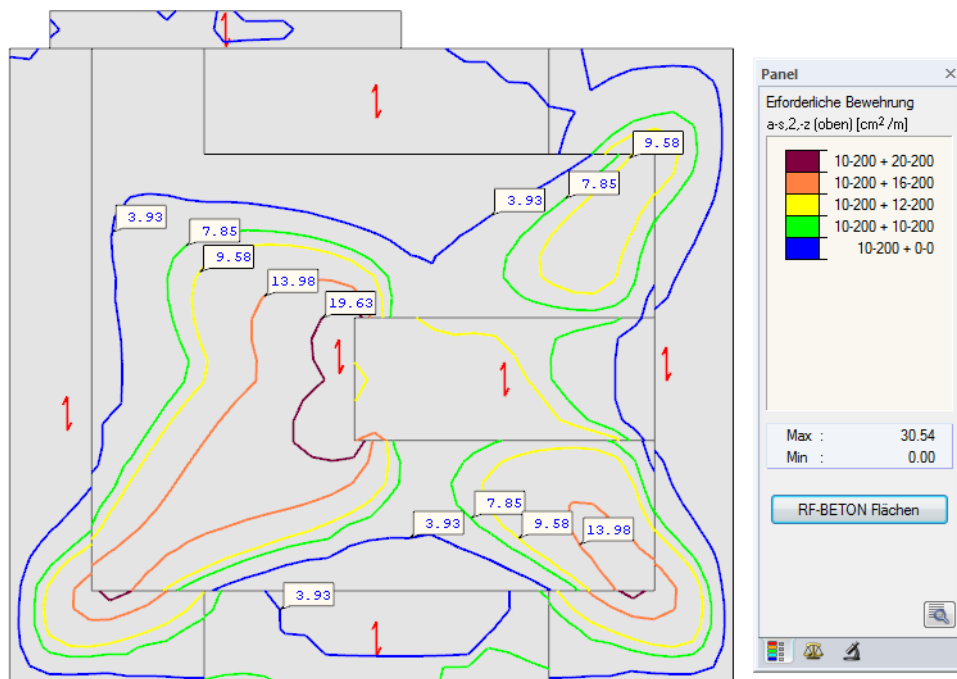 3.93
7.85
9.58
13.98
19.63
3.93
7.85
9.58
3.93
7.85
9.58
13.98
3.93
Panel
Erforderliche Bewehrung
a-s,2,-z (oben) [cm²/m]
10-200 + 20-200
10-200 + 16-200
10-200 + 12-200
10-200 + 10-200
10-200 + 0-0
Max : 30.54
Min : 0.00
RF-BETON Flächen